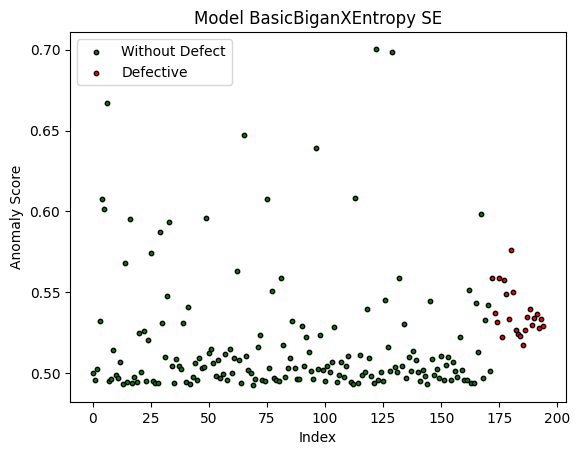 Model BasicBiganXEntropy SE
Without Defect
Defective
Anomaly Score
0.70
0.65
0.60
0.55
0.50
0 25 50 75 100 125 150 175 200
Index